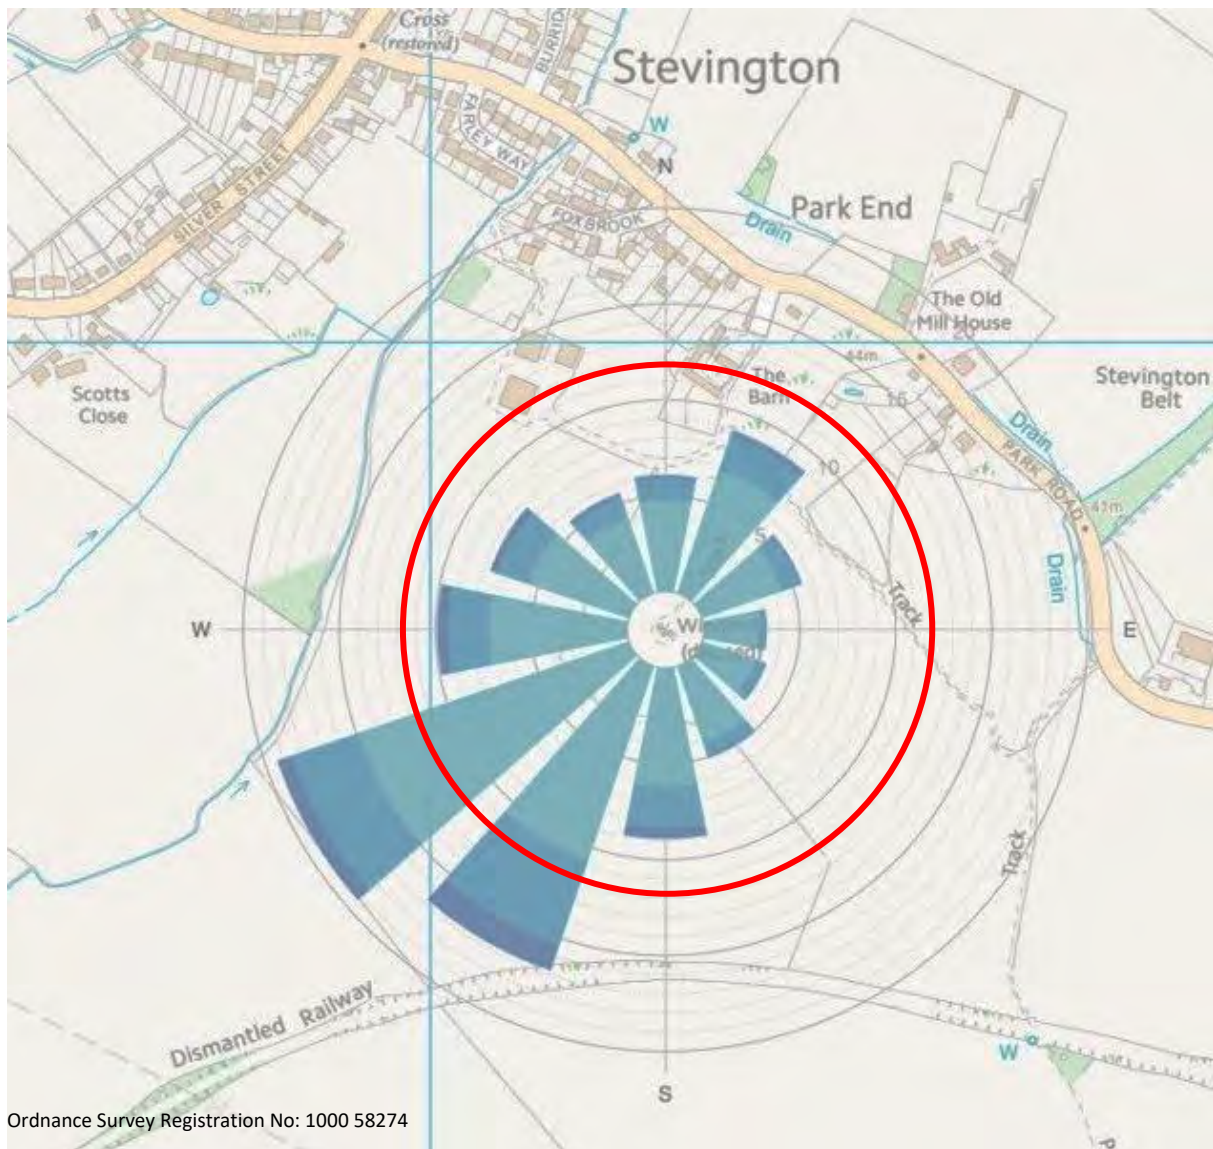 Cross
(restored)
BURRIDGE
Stevington
W
FARLEY WAY
N
SILVER STREET
FOXBROOK
Park End
Drain
The Old
Mill House
20
44m
Scotts
Close
The
Barn
15
Stevington
Belt
Drain
PARK ROAD
10
41m
5
Drain
Track
W
W
E
Track
Dismantled Railway
W
S
Ordnance Survey Registration No: 1000 58274